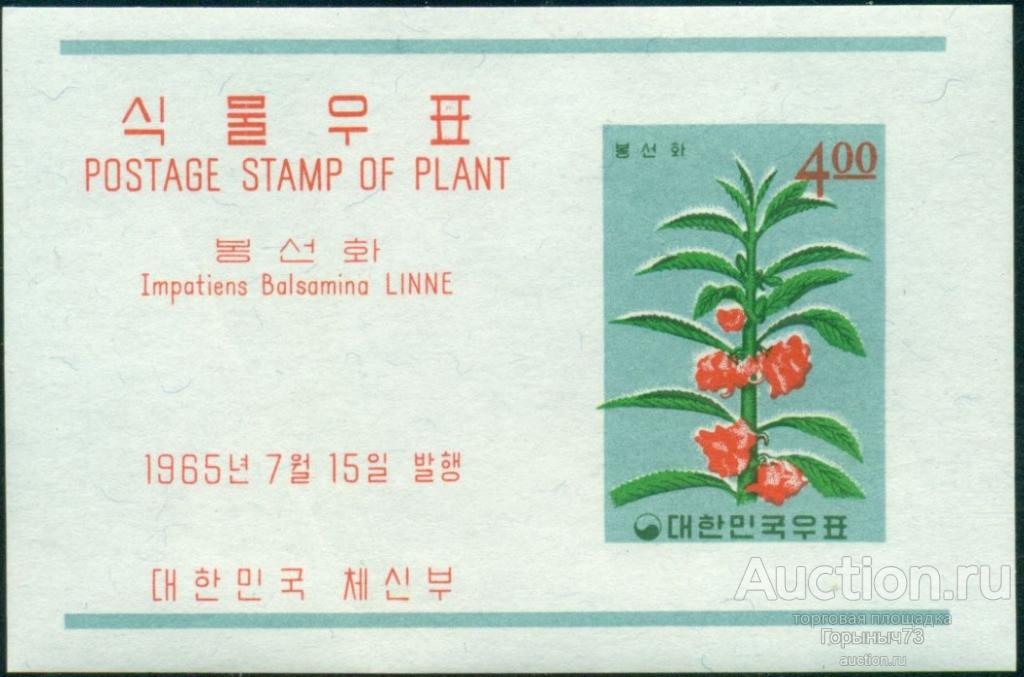 식물우표
POSTAGE STAMP OF PLANT
봉선화
Impatiens Balsamina LINNE
1965년 7월 15일 발행
대한민국 체신부
봉선화
4.00
대한민국우표
Auction.ru
торговая площадка
Горыныч73
auction.ru